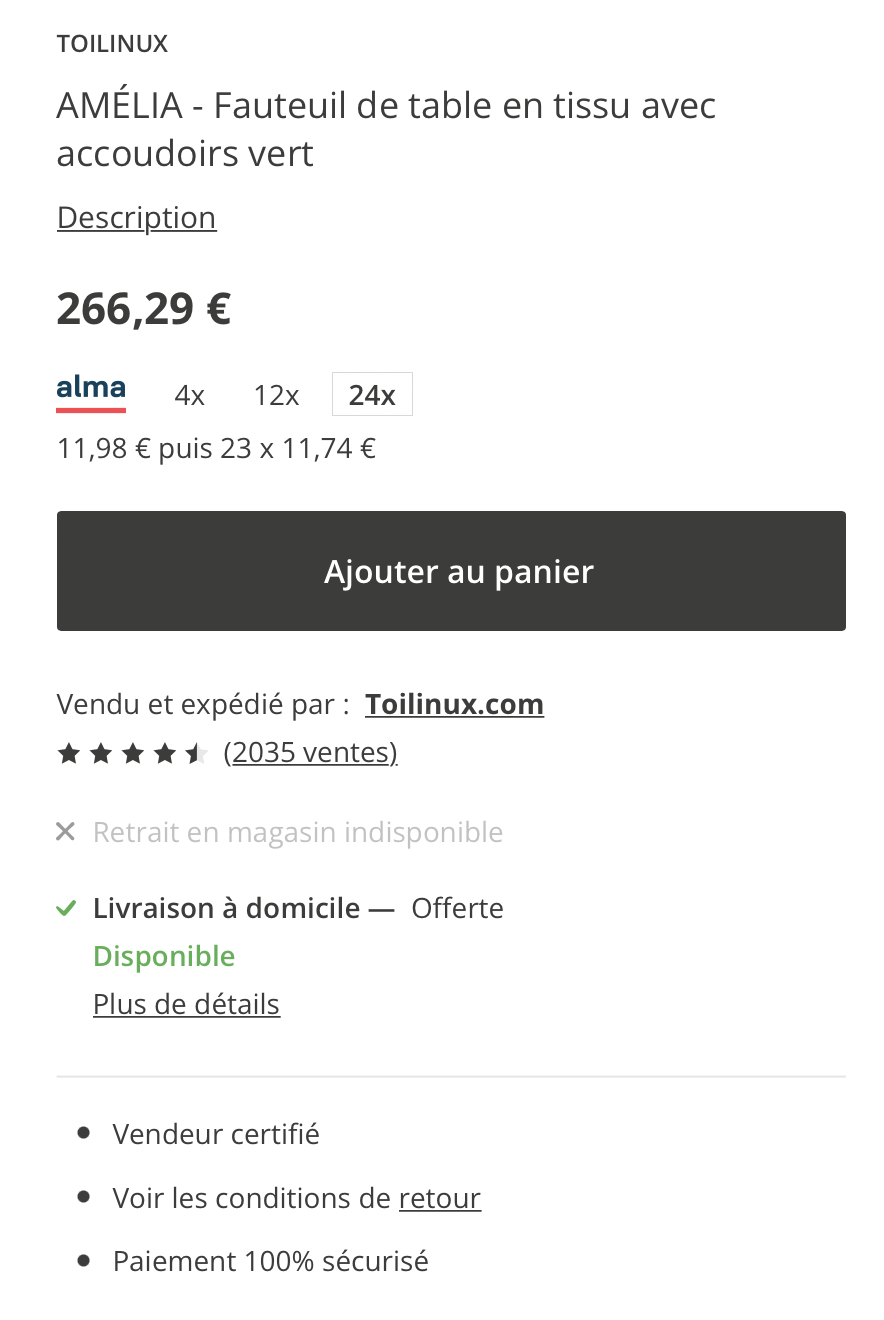 TOILINUX
AMÉLIA - Fauteuil de table en tissu avec
accoudoirs vert
Description
266,29 €
alma 4x 12x 24x
11,98 € puis 23 x 11,74 €
Ajouter au panier
Vendu et expédié par : Toilinux.com
(2035 ventes)
Retrait en magasin indisponible
Livraison à domicile — Offerte
Disponible
Plus de détails
Vendeur certifié
Voir les conditions de retour
Paiement 100% sécurisé